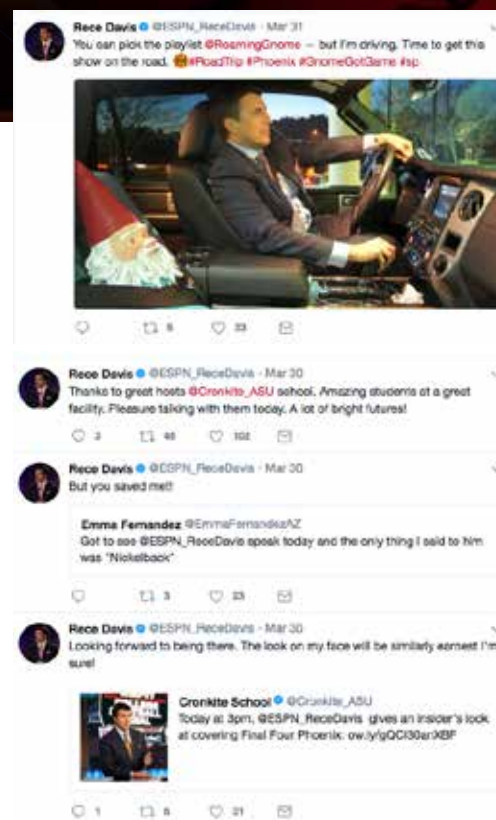 Rece Davis @ESPN_ReceDavis · Mar 31
You can pick the playlist @RoamingGnome – but I'm driving. Time to get this
show on the road. #RoadTrip #Phoenix #GnomeGotGame #sp
6 33
Rece Davis @ESPN_ReceDavis · Mar 30
Thanks to great hosts @Cronkite_ASU school. Amazing students at a great
facility. Pleasure talking with them today. A lot of bright futures!
102
Rece Davis @ESPN_ReceDavis · Mar 30
But you saved me!!
Emma Fernandez @EmmaFernandezAZ
Got to see @ESPN_ReceDavis speak today and the only thing I said to him
was "Nickelback"
3 23
Rece Davis @ESPN_ReceDavis · Mar 30
Looking forward to being there. The look on my face will be similarly earnest I'm
sure!
Cronkite School @Cronkite_ASU
Today at 3pm, @ESPN_ReceDavis gives an insider's look
at covering Final Four Phoenix:
1 6 21